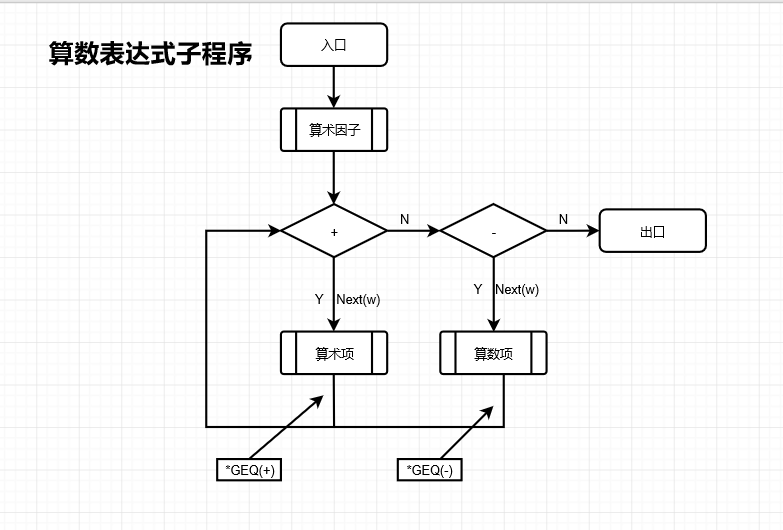 算数表达式子程序
入口
算术因子
+
N
-
N
出口
Y
Next(w)
Y
Next(w)
算术项
算数项
*GEQ(+)
*GEQ(-)